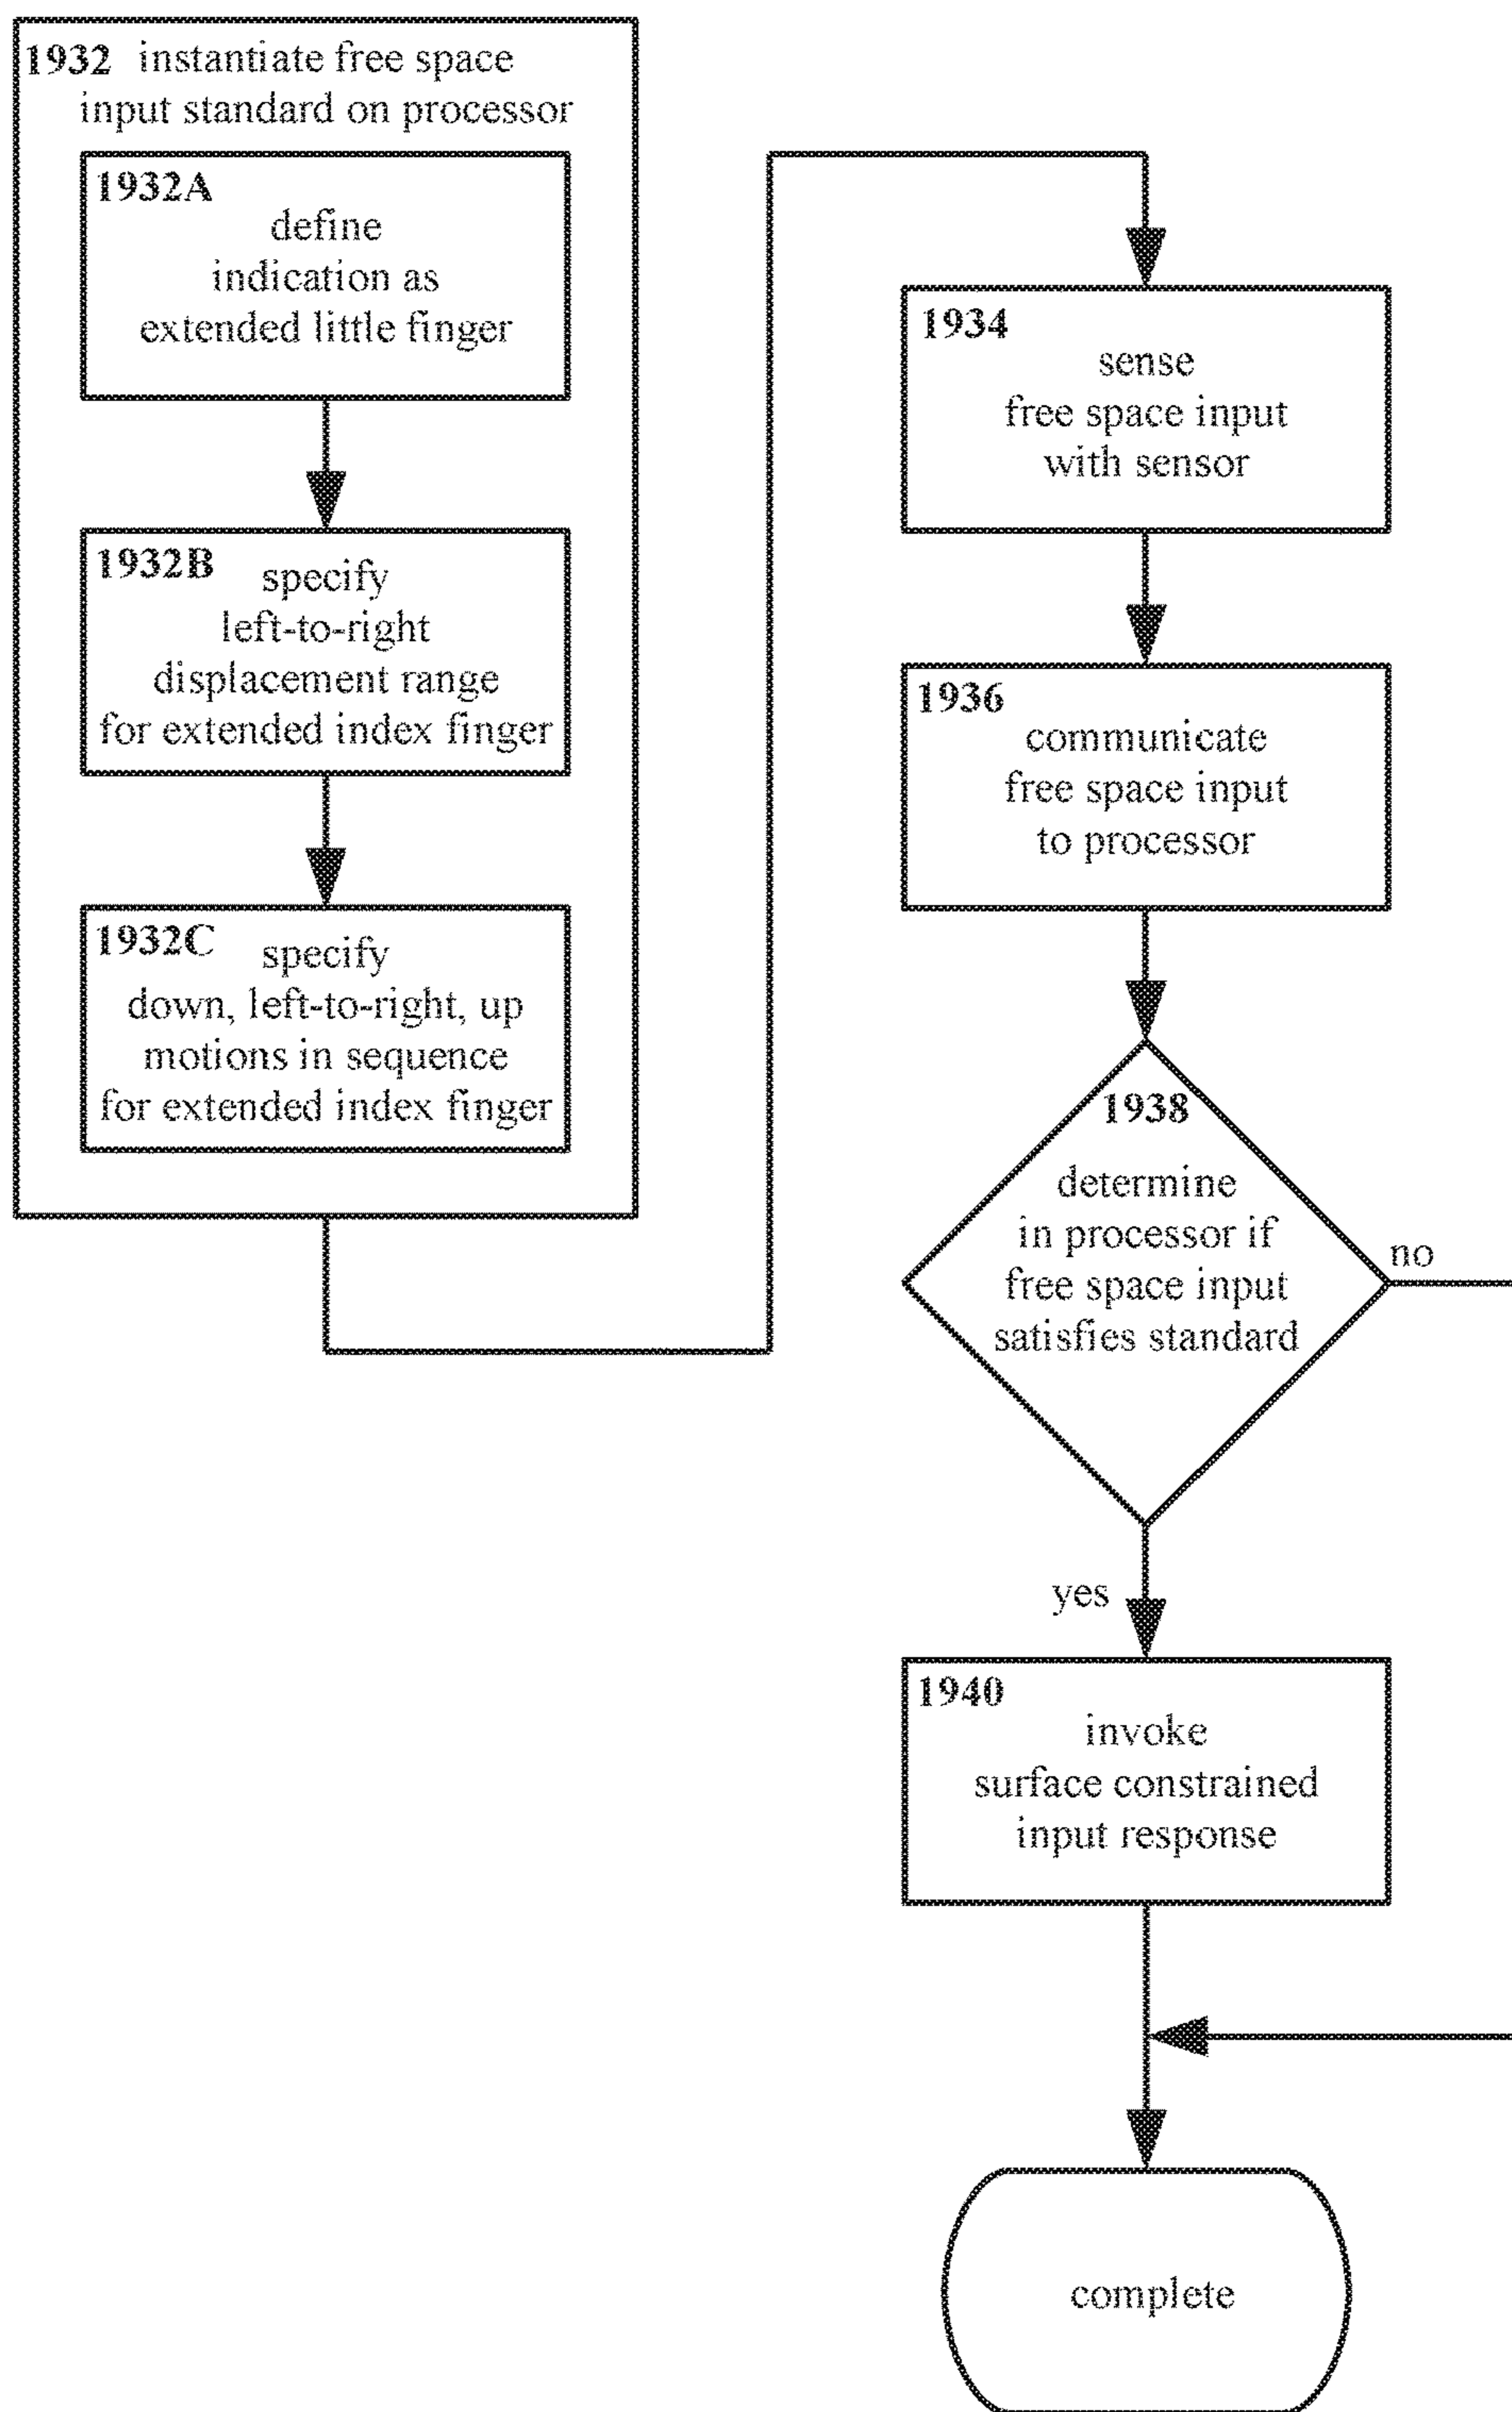 1932 instantiate free space
input standard on processor
1932A
define
indication as
extended little finger
1932B specify
left-to-right
displacement range
for extended index finger
1932C specify
down, left-to-right, up
motions in sequence
for extended index finger
1934
sense
free space input
with sensor
1936
communicate
free space input
to processor
1938
determine
in processor if
free space input
satisfies standard
no
yes
1940
invoke
surface constrained
input response
complete